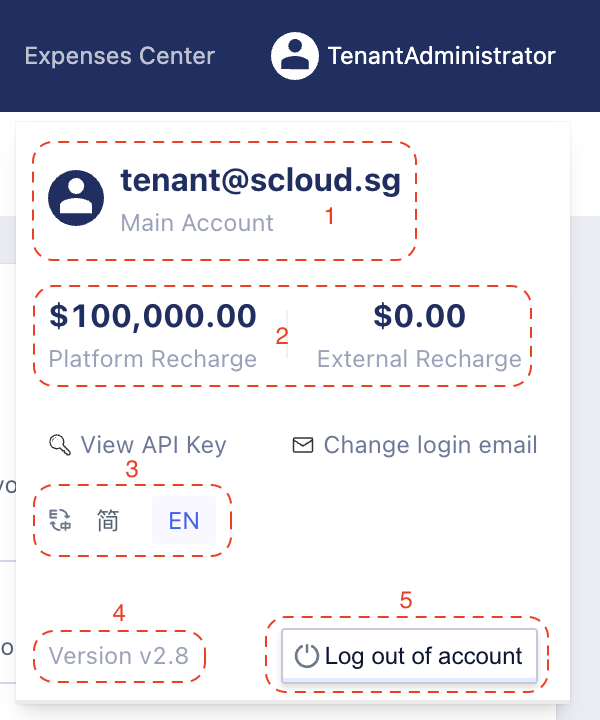 Expenses Center TenantAdministrator
tenant@scloud.sg
Main Account 1
$100,000.00 $0.00
2
Platform Recharge External Recharge
View API Key Change login email
3
简 EN
4 5
Version v2.8 Log out of account